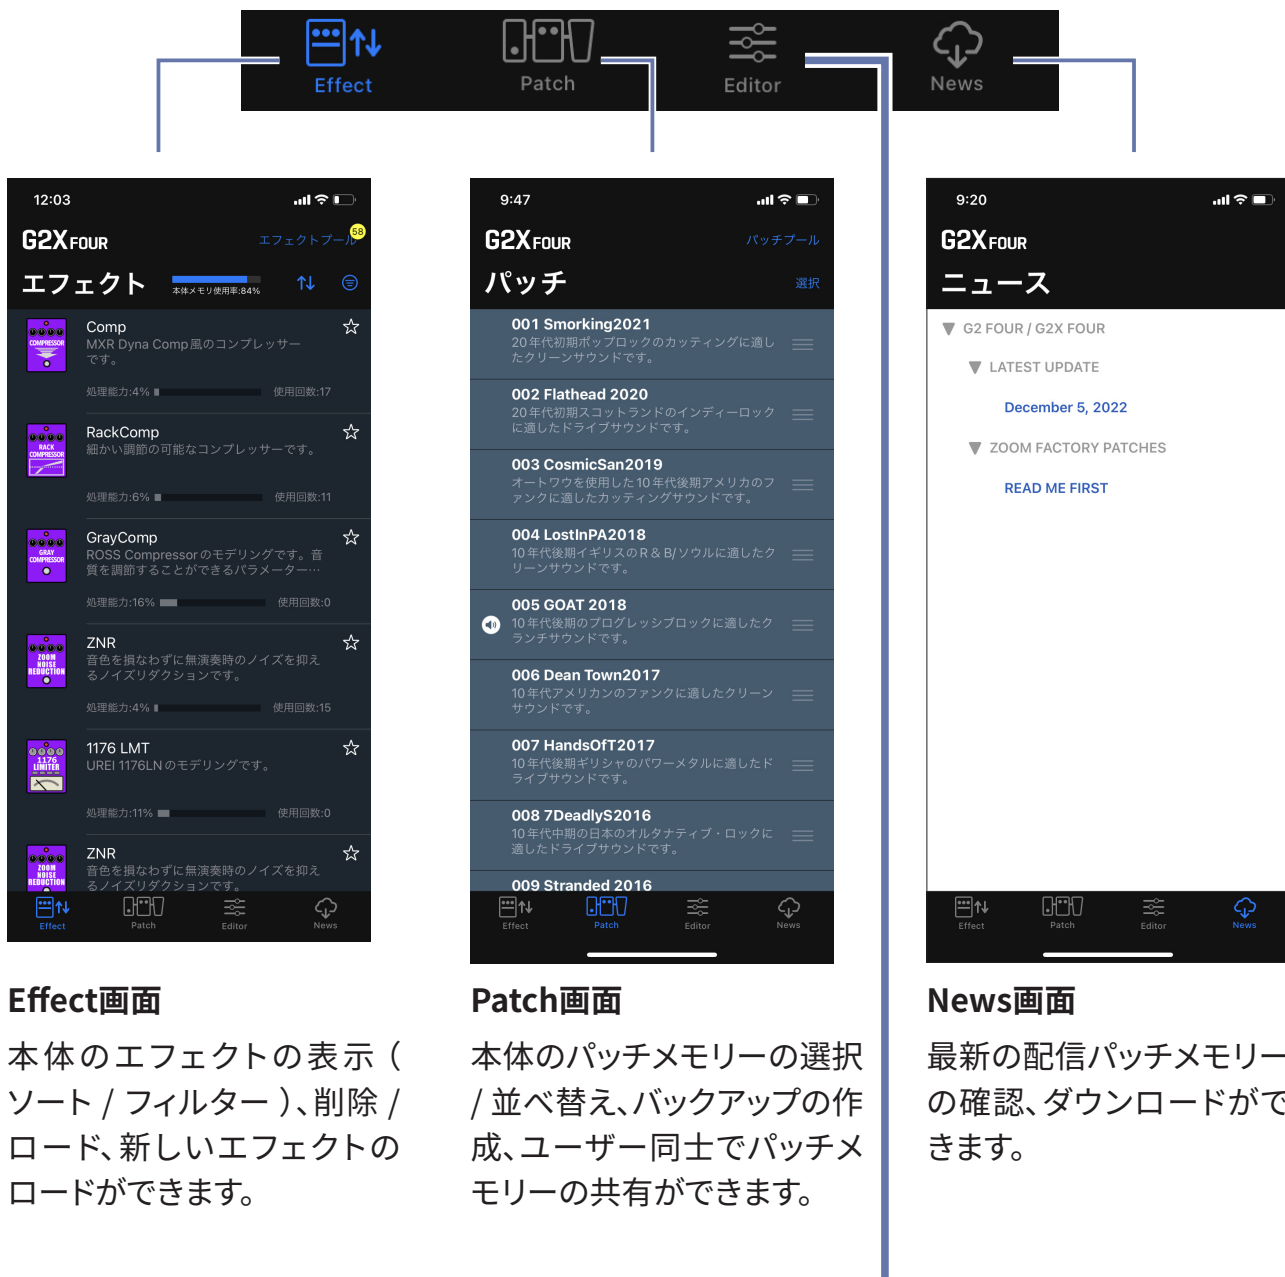 Effect
Patch
Editor
News
12:03
G2X FOUR
エフェクトプール
58
エフェクト
本体メモリ使用率:84%
COMPRESSOR
Comp
MXR Dyna Comp風のコンプレッサー
です。
処理能力:4%
使用回数:17
RACK
COMPRESSOR
RackComp
細かい調節の可能なコンプレッサーです。
処理能力:6%
使用回数:11
GRAY
COMPRESSOR
GrayComp
ROSS Compressorのモデリングです。音
質を調節することができるパラメーター…
処理能力:16%
使用回数:0
ZOOM
NOISE
REDUCTION
ZNR
音色を損なわずに無演奏時のノイズを抑え
るノイズリダクションです。
処理能力:4%
使用回数:15
1176
LIMITER
1176 LMT
UREI 1176LNのモデリングです。
処理能力:11%
使用回数:0
ZOOM
NOISE
REDUCTION
ZNR
音色を損なわずに無演奏時のノイズを抑え
るノイズリダクションです。
Effect
Patch
Editor
News
Effect画面
本体のエフェクトの表示（
ソート / フィルター ）、削除 /
ロード、新しいエフェクトの
ロードができます。
9:47
G2X FOUR
パッチプール
パッチ
選択
001 Smorking2021
20年代初期ポップロックのカッティングに適し
たクリーンサウンドです。
002 Flathead 2020
20年代初期スコットランドのインディーロック
に適したドライブサウンドです。
003 CosmicSan2019
オートワウを使用した10年代後期アメリカのフ
ァンクに適したカッティングサウンドです。
004 LostInPA2018
10年代後期イギリスのR & B/ソウルに適したク
リーンサウンドです。
005 GOAT 2018
10年代後期のプログレッシブロックに適したク
ランチサウンドです。
006 Dean Town2017
10年代アメリカンのファンクに適したクリーン
サウンドです。
007 HandsOfT2017
10年代後期ギリシャのパワーメタルに適したド
ライブサウンドです。
008 7DeadlyS2016
10年代中期の日本のオルタナティブ・ロックに
適したドライブサウンドです。
009 Stranded 2016
Effect
Patch
Editor
News
Patch画面
本体のパッチメモリーの選択
/ 並べ替え、バックアップの作
成、ユーザー同士でパッチメ
モリーの共有ができます。
9:20
G2X FOUR
ニュース
G2 FOUR / G2X FOUR
LATEST UPDATE
December 5, 2022
ZOOM FACTORY PATCHES
READ ME FIRST
Effect
Patch
Editor
News
News画面
最新の配信パッチメモリー
の確認、ダウンロードがで
きます。